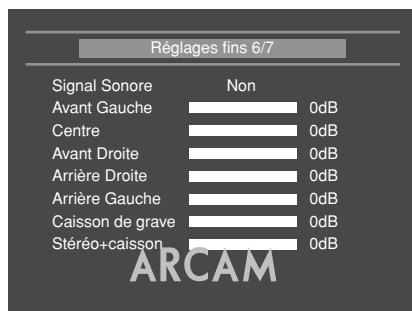 Réglages fins 6/7
Signal Sonore Non
Avant Gauche 0dB
Centre 0dB
Avant Droite 0dB
Arrière Droite 0dB
Arrière Gauche 0dB
Caisson de grave 0dB
Stéréo+caisson 0dB
ARCAM